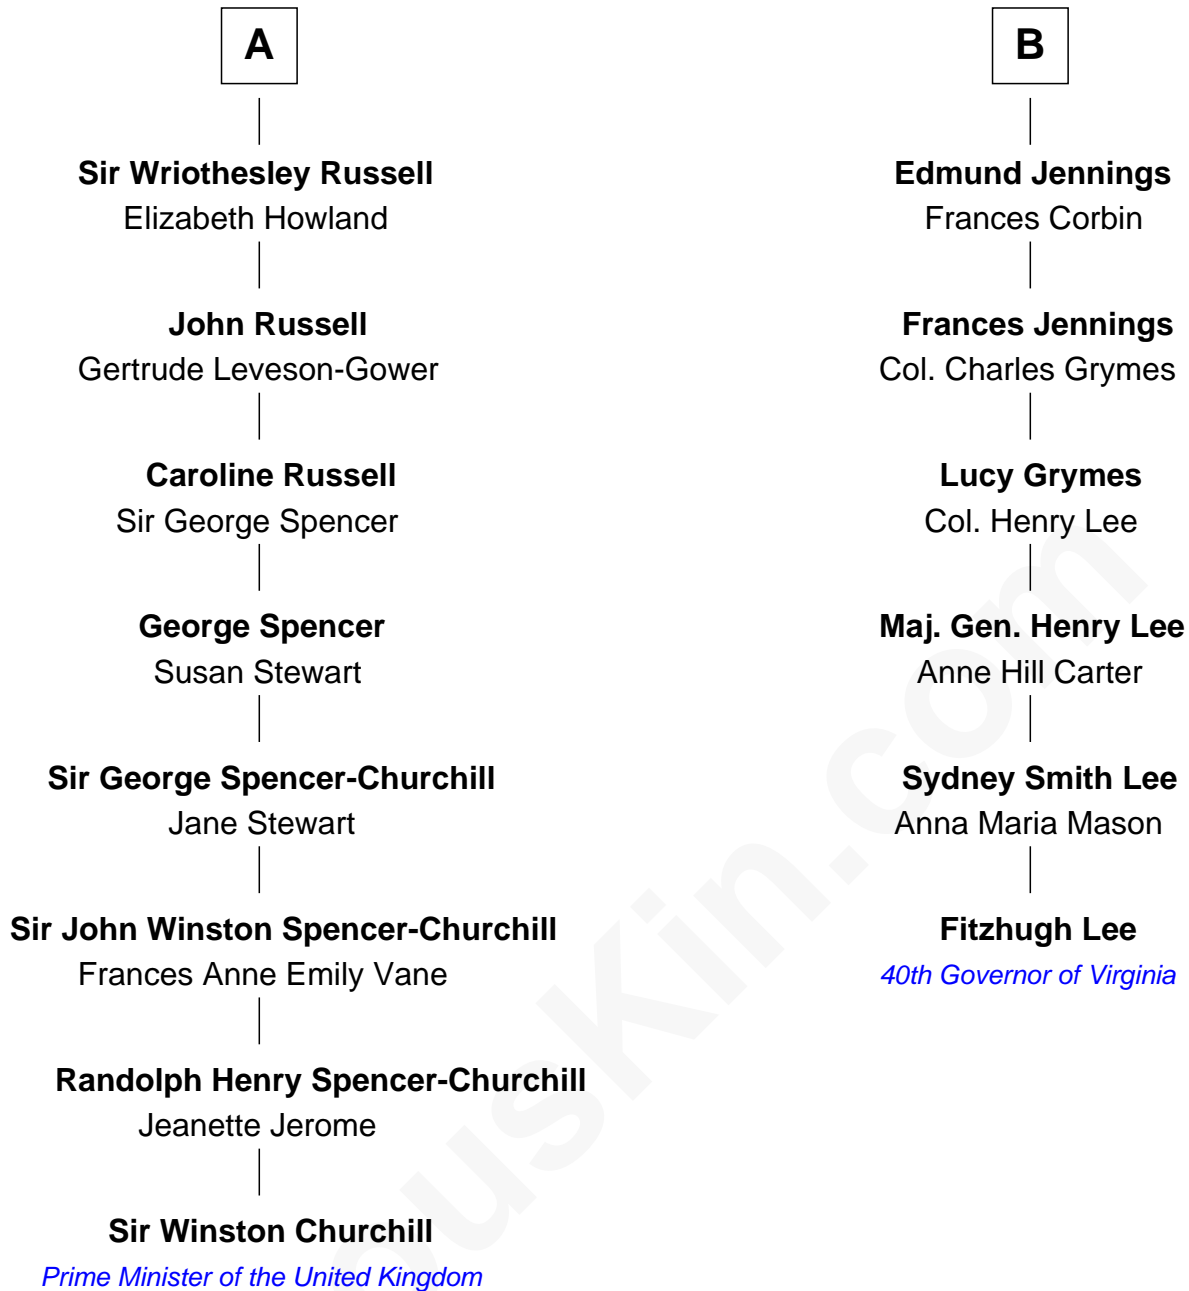 A
Sir Wriothesley Russell
Elizabeth Howland
John Russell
Gertrude Leveson-Gower
Caroline Russell
Sir George Spencer
George Spencer
Susan Stewart
Sir George Spencer-Churchill
Jane Stewart
Sir John Winston Spencer-Churchill
Frances Anne Emily Vane
Randolph Henry Spencer-Churchill
Jeanette Jerome
Sir Winston Churchill
Prime Minister of the United Kingdom
B
Edmund Jennings
Frances Corbin
Frances Jennings
Col. Charles Grymes
Lucy Grymes
Col. Henry Lee
Maj. Gen. Henry Lee
Anne Hill Carter
Sydney Smith Lee
Anna Maria Mason
Fitzhugh Lee
40th Governor of Virginia
ousKin.com